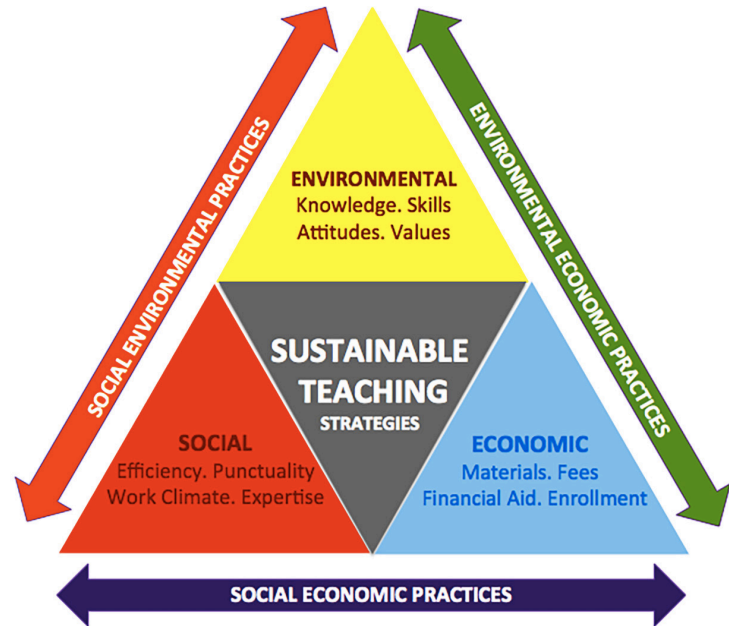 SOCIAL ENVIRONMENTAL PRACTICES
ENVIRONMENTAL ECONOMIC PRACTICES
ENVIRONMENTAL
Knowledge. Skills
Attitudes. Values
SUSTAINABLE
TEACHING
STRATEGIES
SOCIAL
Efficiency. Punctuality
Work Climate. Expertise
ECONOMIC
Materials. Fees
Financial Aid. Enrollment
SOCIAL ECONOMIC PRACTICES